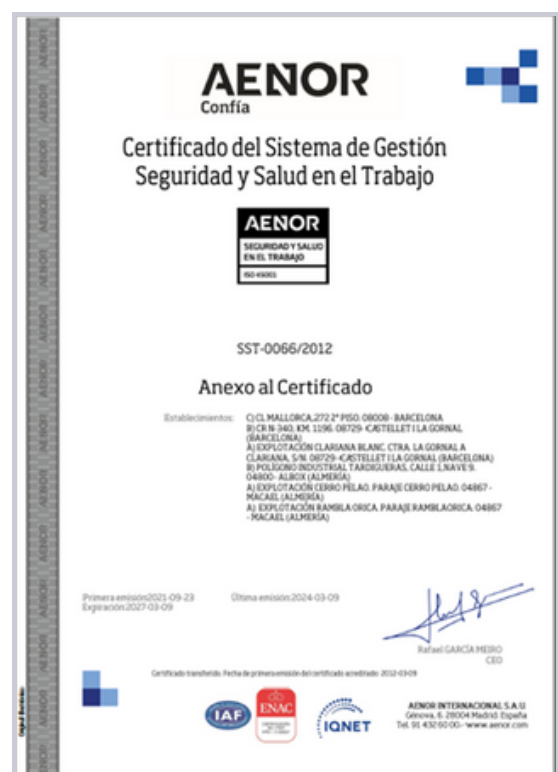 AENOR
Confía
Certificado del Sistema de Gestión
Seguridad y Salud en el Trabajo
AENOR
SEGURIDAD Y SALUD
EN EL TRABAJO
ISO 45001
SST-0066/2012
Anexo al Certificado
Establecimientos: C) CL MALLORCA, 272 2ª PISO. 08008 - BARCELONA
B) CR N-340, KM. 1196. 08729 - CASTELLET I LA GORNAL
(BARCELONA)
A) EXPLOTACIÓN CLARIANA BLANC. CTRA. LA GORNAL A
CLARIANA, S/N. 08729 - CASTELLET I LA GORNAL (BARCELONA)
B) POLÍGONO INDUSTRIAL TARDIGUERAS, CALLE 1, NAVE 9.
04800 - ALBOX (ALMERÍA)
A) EXPLOTACIÓN CERRO PELAO. PARAJE CERRO PELAO. 04867 -
MACAEL (ALMERÍA)
A) EXPLOTACIÓN RAMBLA ORICA. PARAJE RAMBLAORICA. 04867
- MACAEL (ALMERÍA)
Primera emisión 2021-09-23 Última emisión: 2024-03-09
Expiración 2027-03-09
Rafael GARCÍA MEIRO
CEO
Certificado transferido. Fecha de primera emisión del certificado acreditado: 2012-03-09
IAF
ENAC
IQNET
AENOR INTERNACIONAL S.A.U.
Génova, 6. 28004 Madrid. España
Tel. 91 432 60 00.- www.aenor.com
Original Electrónico